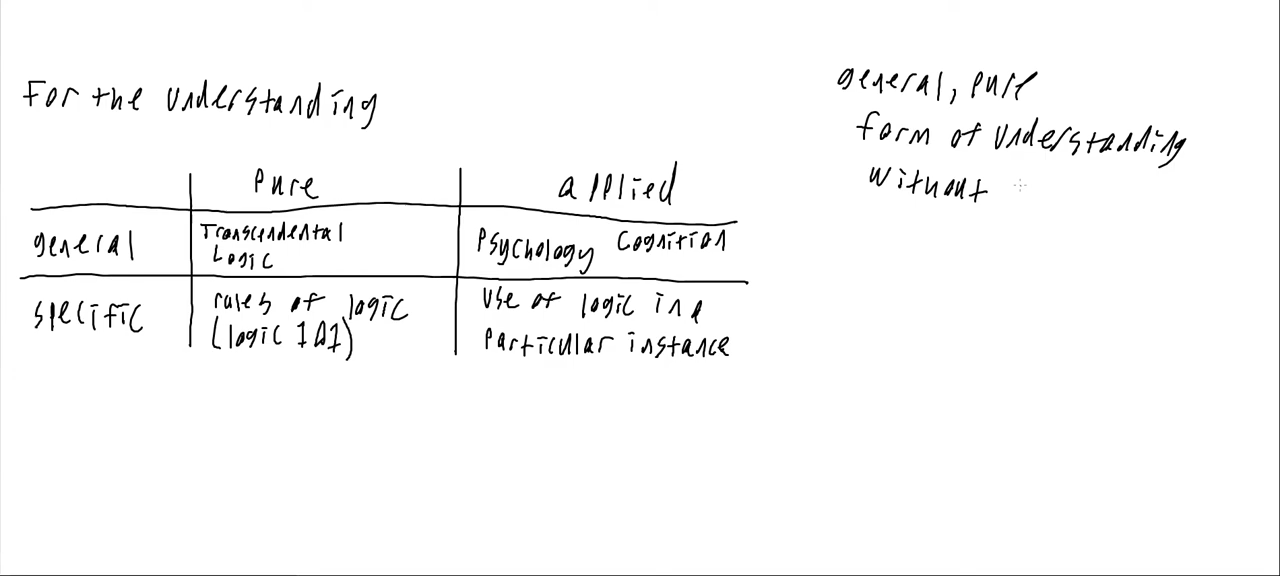 For the understanding
pure applied
general Transcendental Logic Psychology Cognition
specific rules of logic (logic 101) use of logic in a particular instance
general, pure
form of understanding
without